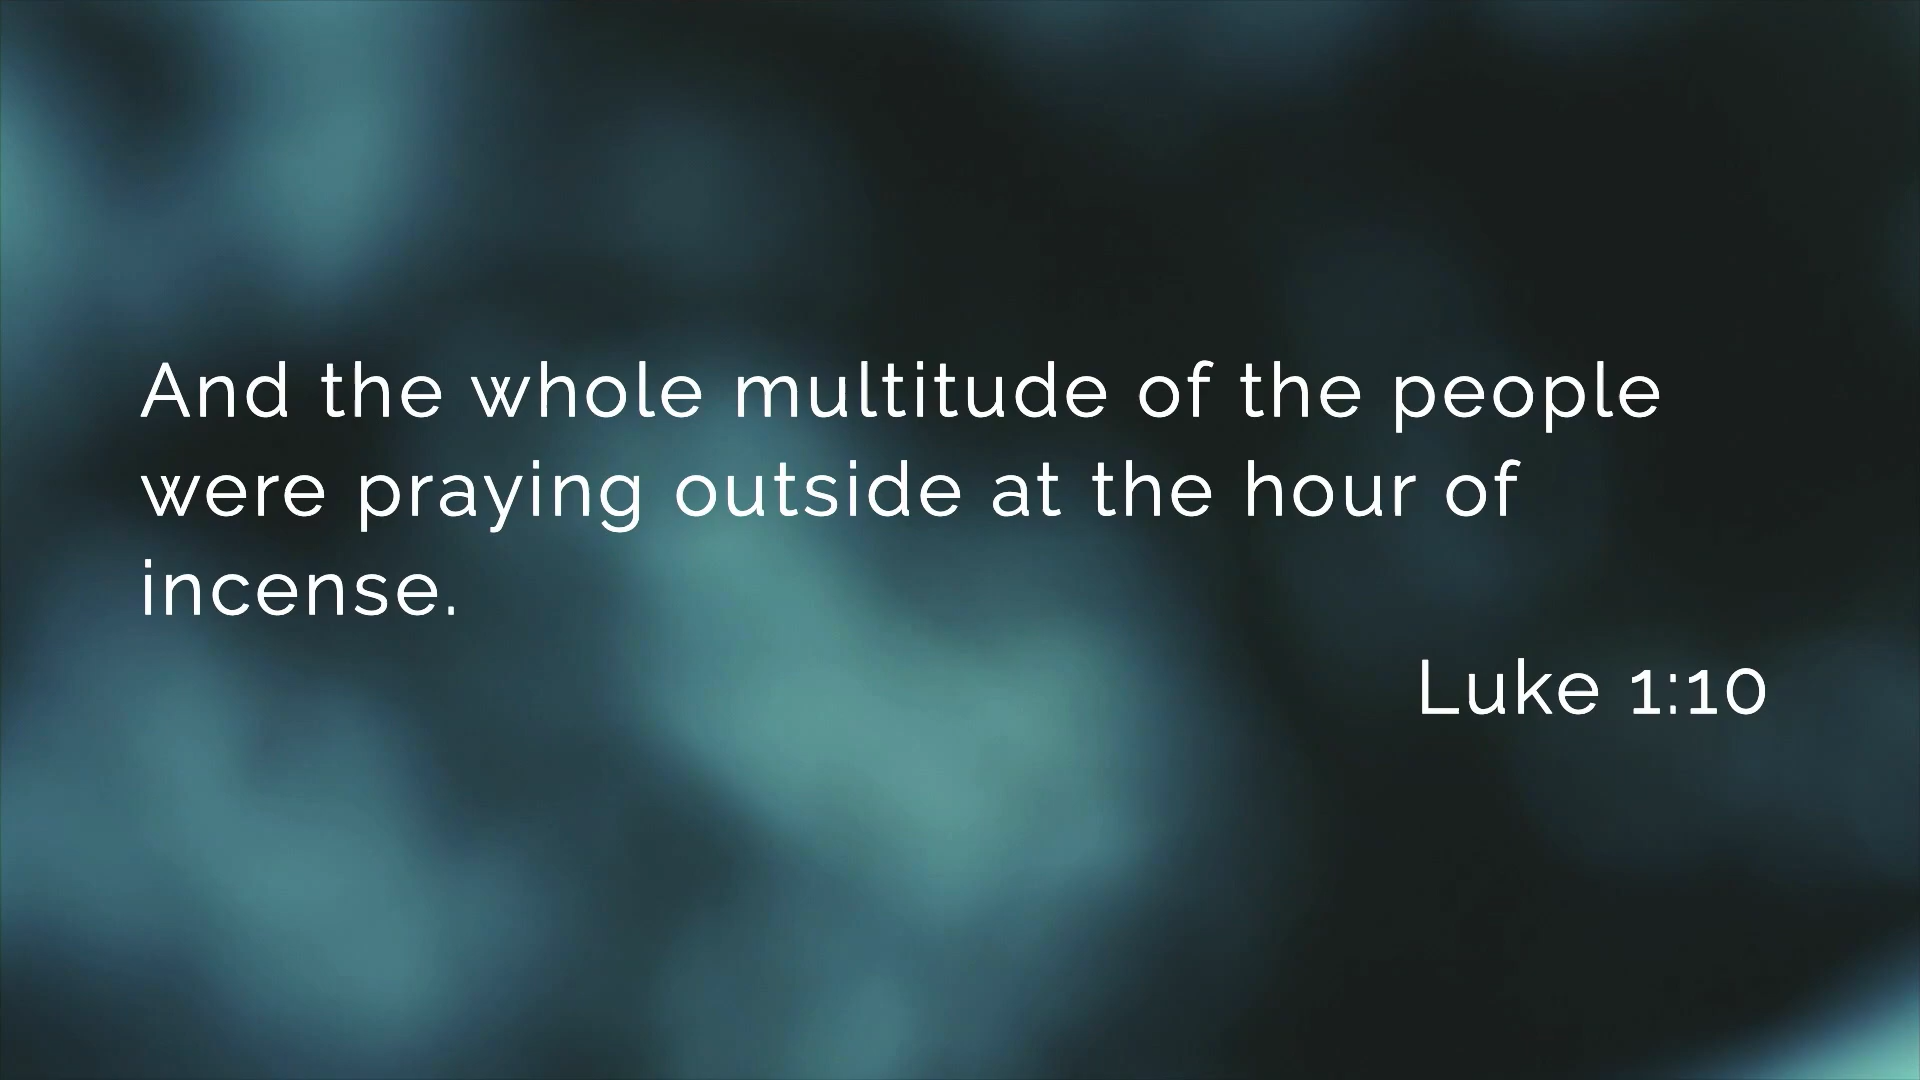 And the whole multitude of the people
were praying outside at the hour of
incense.
Luke 1:10